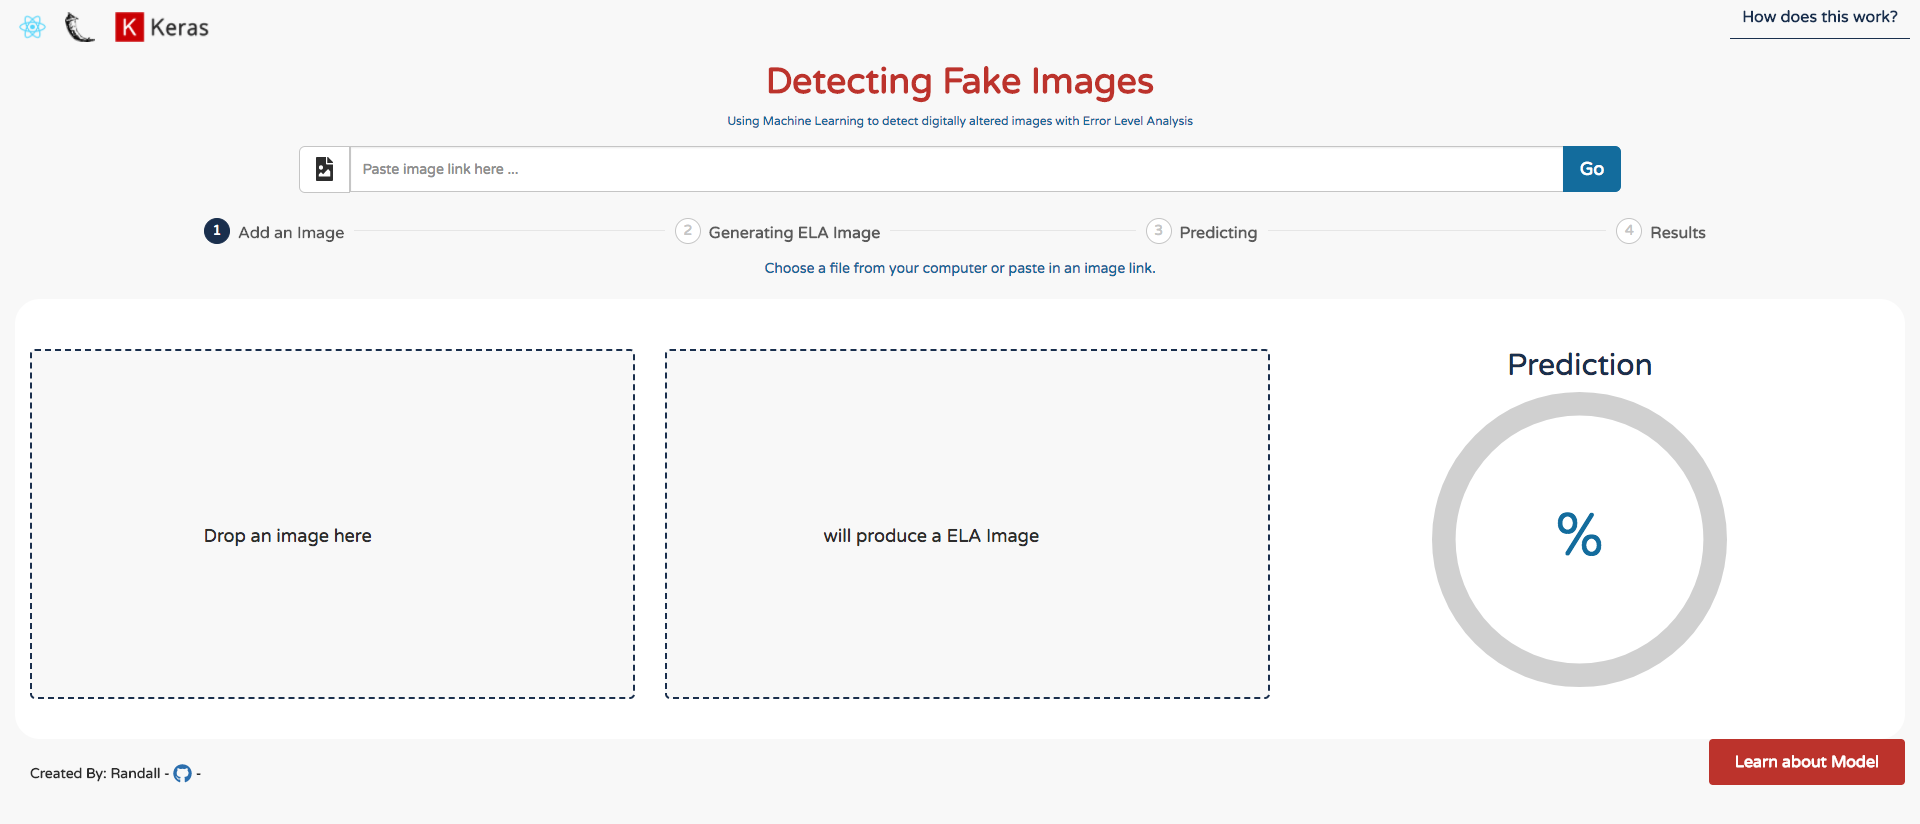 K Keras
How does this work?
Detecting Fake Images
Using Machine Learning to detect digitally altered images with Error Level Analysis
Paste image link here ...
Go
1 Add an Image
2 Generating ELA Image
3 Predicting
4 Results
Choose a file from your computer or paste in an image link.
Drop an image here
will produce a ELA Image
Prediction
%
Created By: Randall - -
Learn about Model